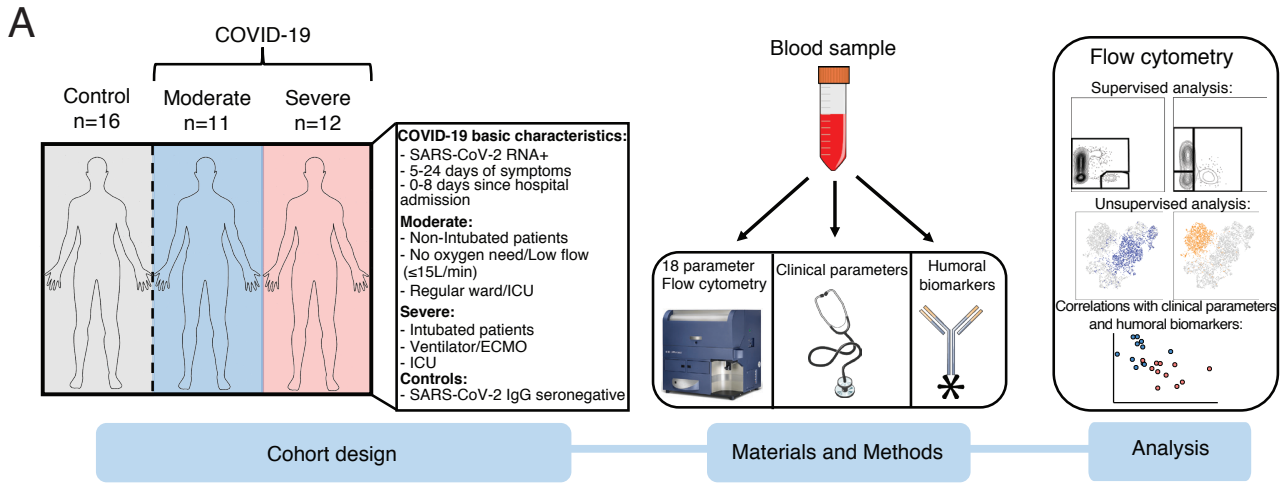 A
COVID-19
Control
n=16
Moderate
n=11
Severe
n=12
COVID-19 basic characteristics:
- SARS-CoV-2 RNA+
- 5-24 days of symptoms
- 0-8 days since hospital
admission
Moderate:
- Non-Intubated patients
- No oxygen need/Low flow
(≤15L/min)
- Regular ward/ICU
Severe:
- Intubated patients
- Ventilator/ECMO
- ICU
Controls:
- SARS-CoV-2 IgG seronegative
Cohort design
Blood sample
18 parameter
Flow cytometry
Clinical parameters
Humoral
biomarkers
Materials and Methods
Flow cytometry
Supervised analysis:
Unsupervised analysis:
Correlations with clinical parameters
and humoral biomarkers:
Analysis